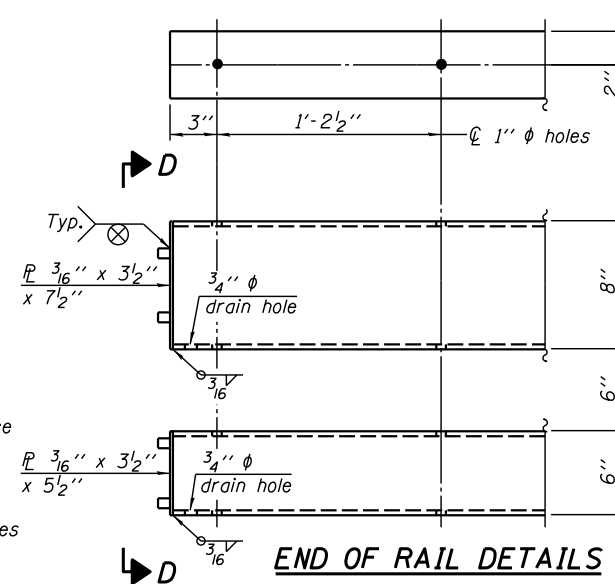 2"
3"
1'-2½"
℄ 1" ϕ holes
D
Typ.
℞ 3/16" x 3½"
x 7½"
¾" ϕ
drain hole
8"
3/16
6"
℞ 3/16" x 3½"
x 5½"
¾" ϕ
drain hole
6"
3/16
D
END OF RAIL DETAILS